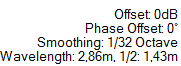 Offset: 0dB
Phase Offset: 0°
Smoothing: 1/32 Octave
Wavelength: 2,86m, 1/2: 1,43m